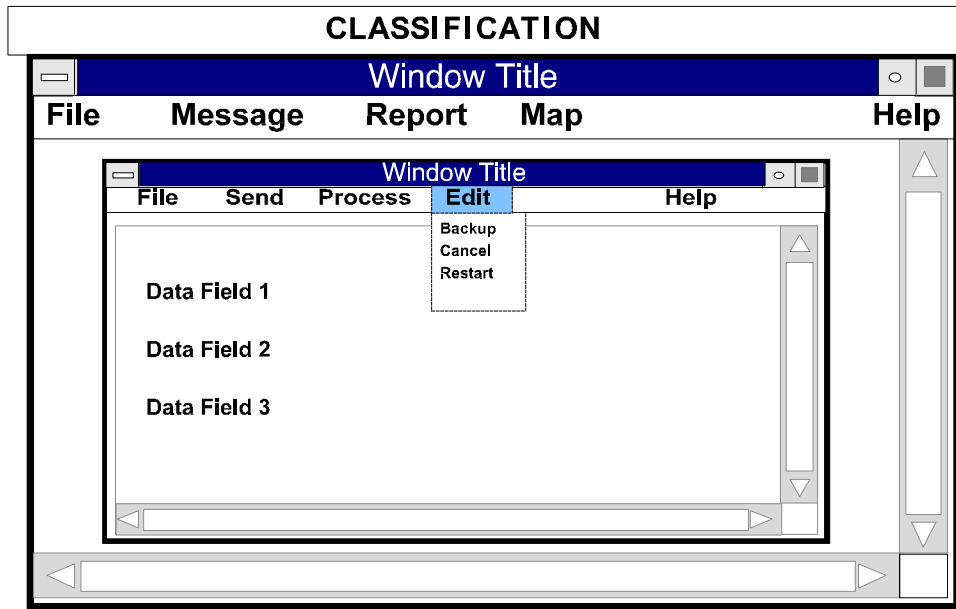 CLASSIFICATION
Window Title
File Message Report Map Help
Window Title
File Send Process Edit Help
Backup
Cancel
Restart
Data Field 1
Data Field 2
Data Field 3